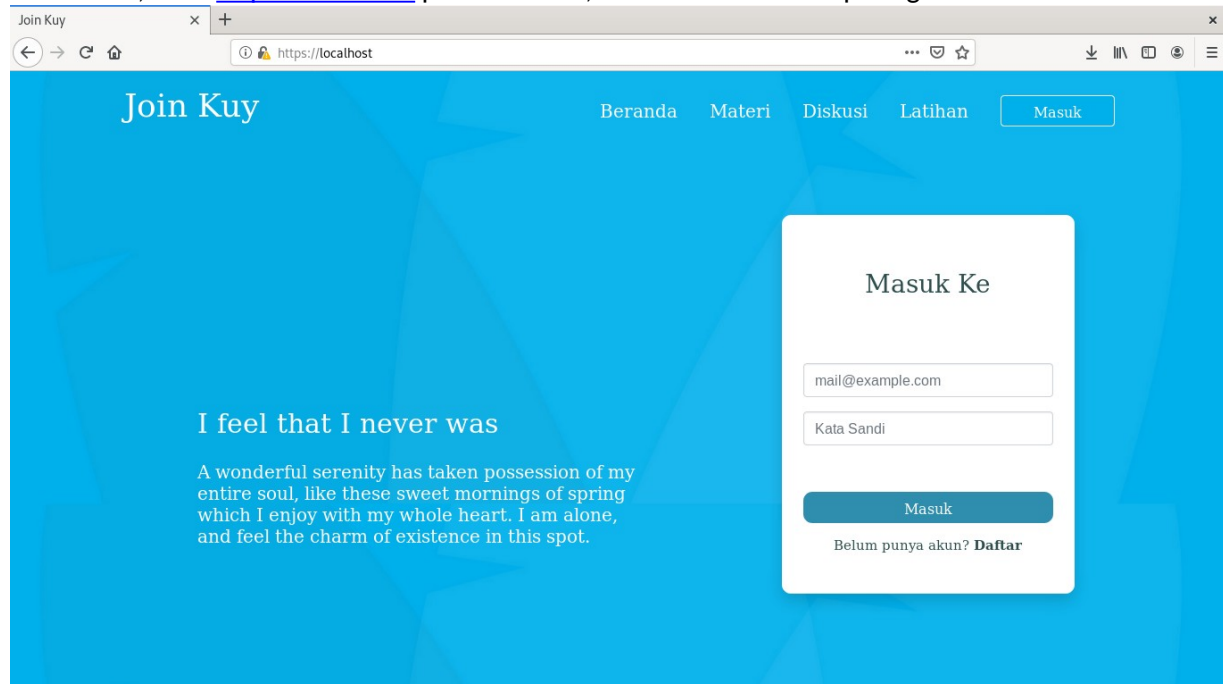 Join Kuy
https://localhost
Join Kuy
Beranda Materi Diskusi Latihan Masuk
Masuk Ke
mail@example.com
Kata Sandi
I feel that I never was
A wonderful serenity has taken possession of my
entire soul, like these sweet mornings of spring
which I enjoy with my whole heart. I am alone,
and feel the charm of existence in this spot.
Masuk
Belum punya akun? Daftar